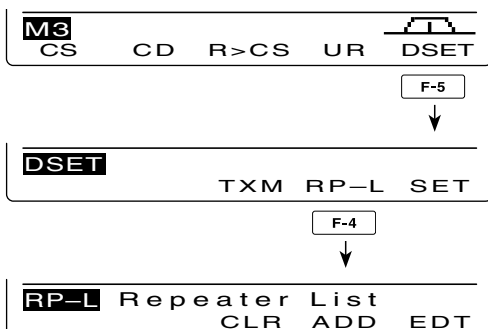 M3
CS CD R>CS UR DSET
F-5
DSET
TXM RP–L SET
F-4
RP–L Repeater List
CLR ADD EDT